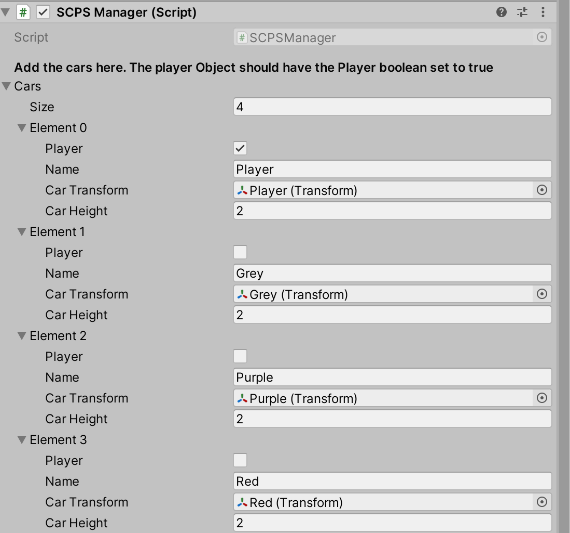 SCPS Manager (Script)
Script SCPSManager
Add the cars here. The player Object should have the Player boolean set to true
Cars
Size 4
Element 0
Player
Name Player
Car Transform Player (Transform)
Car Height 2
Element 1
Player
Name Grey
Car Transform Grey (Transform)
Car Height 2
Element 2
Player
Name Purple
Car Transform Purple (Transform)
Car Height 2
Element 3
Player
Name Red
Car Transform Red (Transform)
Car Height 2